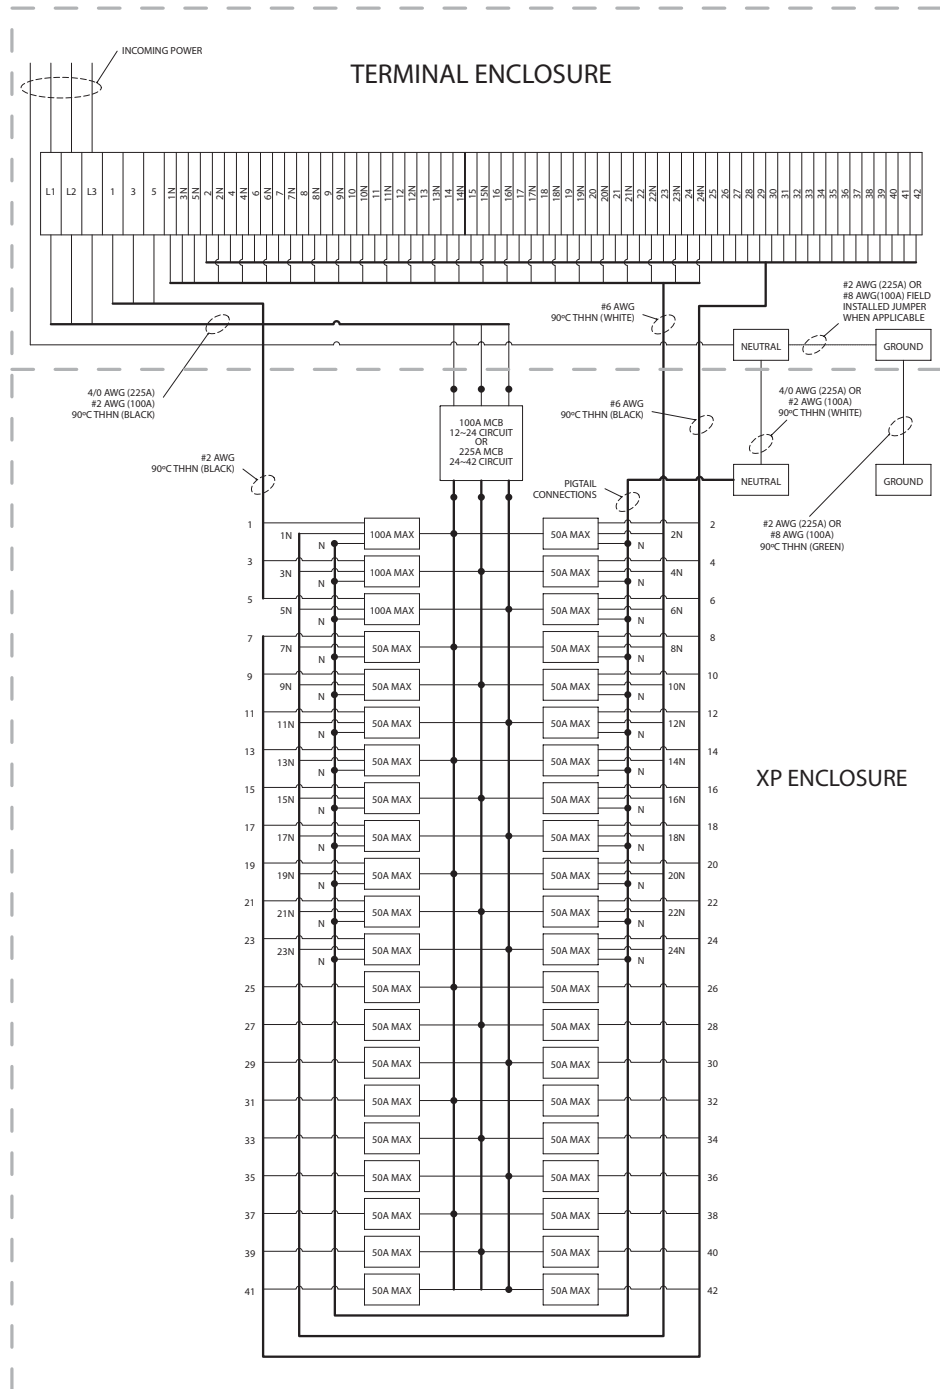 INCOMING POWER
TERMINAL ENCLOSURE
L1 L2 L3 1 3 5 1N 3N 5N 2 2N 4 4N 6 6N 7 7N 8 8N 9 9N 10 10N 11 11N 12 12N 13 13N 14 14N 15 15N 16 16N 17 17N 18 18N 19 19N 20 20N 21 21N 22 22N 23 23N 24 24N 25 26 27 28 29 30 31 32 33 34 35 36 37 38 39 40 41 42
#2 AWG (225A) OR
#8 AWG(100A) FIELD
INSTALLED JUMPER
WHEN APPLICABLE
#6 AWG
90ºC THHN (WHITE)
NEUTRAL
GROUND
4/0 AWG (225A)
#2 AWG (100A)
90ºC THHN (BLACK)
4/0 AWG (225A) OR
#2 AWG (100A)
90ºC THHN (WHITE)
#6 AWG
90ºC THHN (BLACK)
100A MCB
12~24 CIRCUIT
OR
225A MCB
24~42 CIRCUIT
#2 AWG
90ºC THHN (BLACK)
PIGTAIL
CONNECTIONS
NEUTRAL
GROUND
#2 AWG (225A) OR
#8 AWG (100A)
90ºC THHN (GREEN)
1 2
1N 100A MAX 50A MAX 2N
N N
3 4
3N 100A MAX 50A MAX 4N
N N
5 6
5N 100A MAX 50A MAX 6N
N N
7 8
7N 50A MAX 50A MAX 8N
N N
9 10
9N 50A MAX 50A MAX 10N
N N
11 12
11N 50A MAX 50A MAX 12N
N N
13 14
13N 50A MAX 50A MAX 14N
N N
XP ENCLOSURE
15 16
15N 50A MAX 50A MAX 16N
N N
17 18
17N 50A MAX 50A MAX 18N
N N
19 20
19N 50A MAX 50A MAX 20N
N N
21 22
21N 50A MAX 50A MAX 22N
N N
23 24
23N 50A MAX 50A MAX 24N
N N
25 50A MAX 50A MAX 26
27 50A MAX 50A MAX 28
29 50A MAX 50A MAX 30
31 50A MAX 50A MAX 32
33 50A MAX 50A MAX 34
35 50A MAX 50A MAX 36
37 50A MAX 50A MAX 38
39 50A MAX 50A MAX 40
41 50A MAX 50A MAX 42